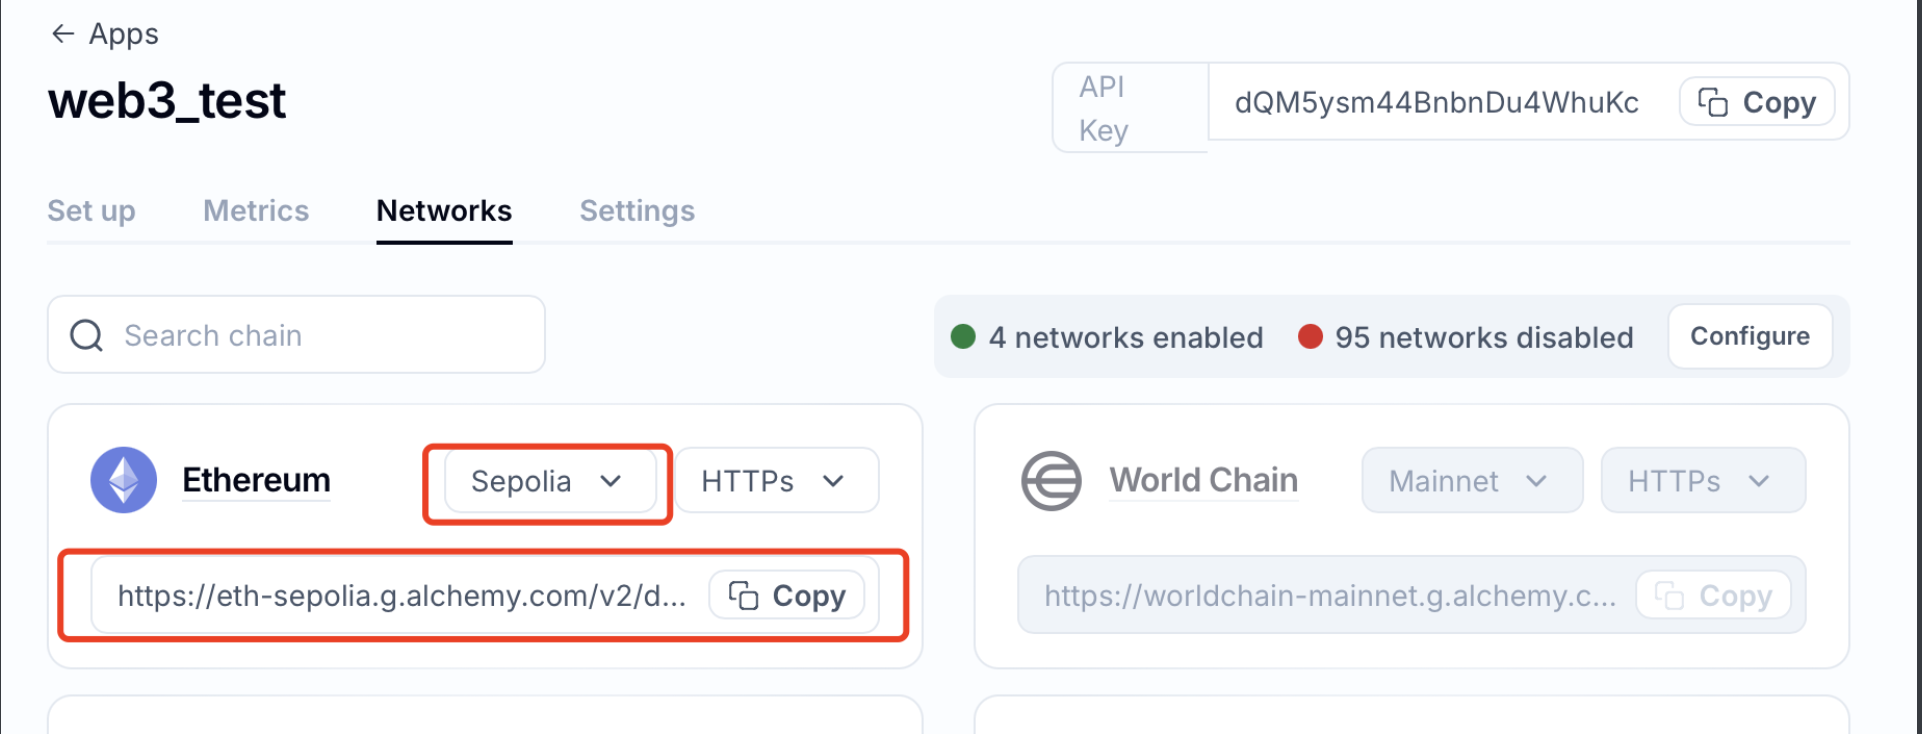 ← Apps
web3_test
API
Key
dQM5ysm44BnbnDu4WhuKc
Copy
Set up
Metrics
Networks
Settings
Search chain
4 networks enabled
95 networks disabled
Configure
Ethereum
Sepolia
HTTPs
https://eth-sepolia.g.alchemy.com/v2/d...
Copy
World Chain
Mainnet
HTTPs
https://worldchain-mainnet.g.alchemy.c...
Copy